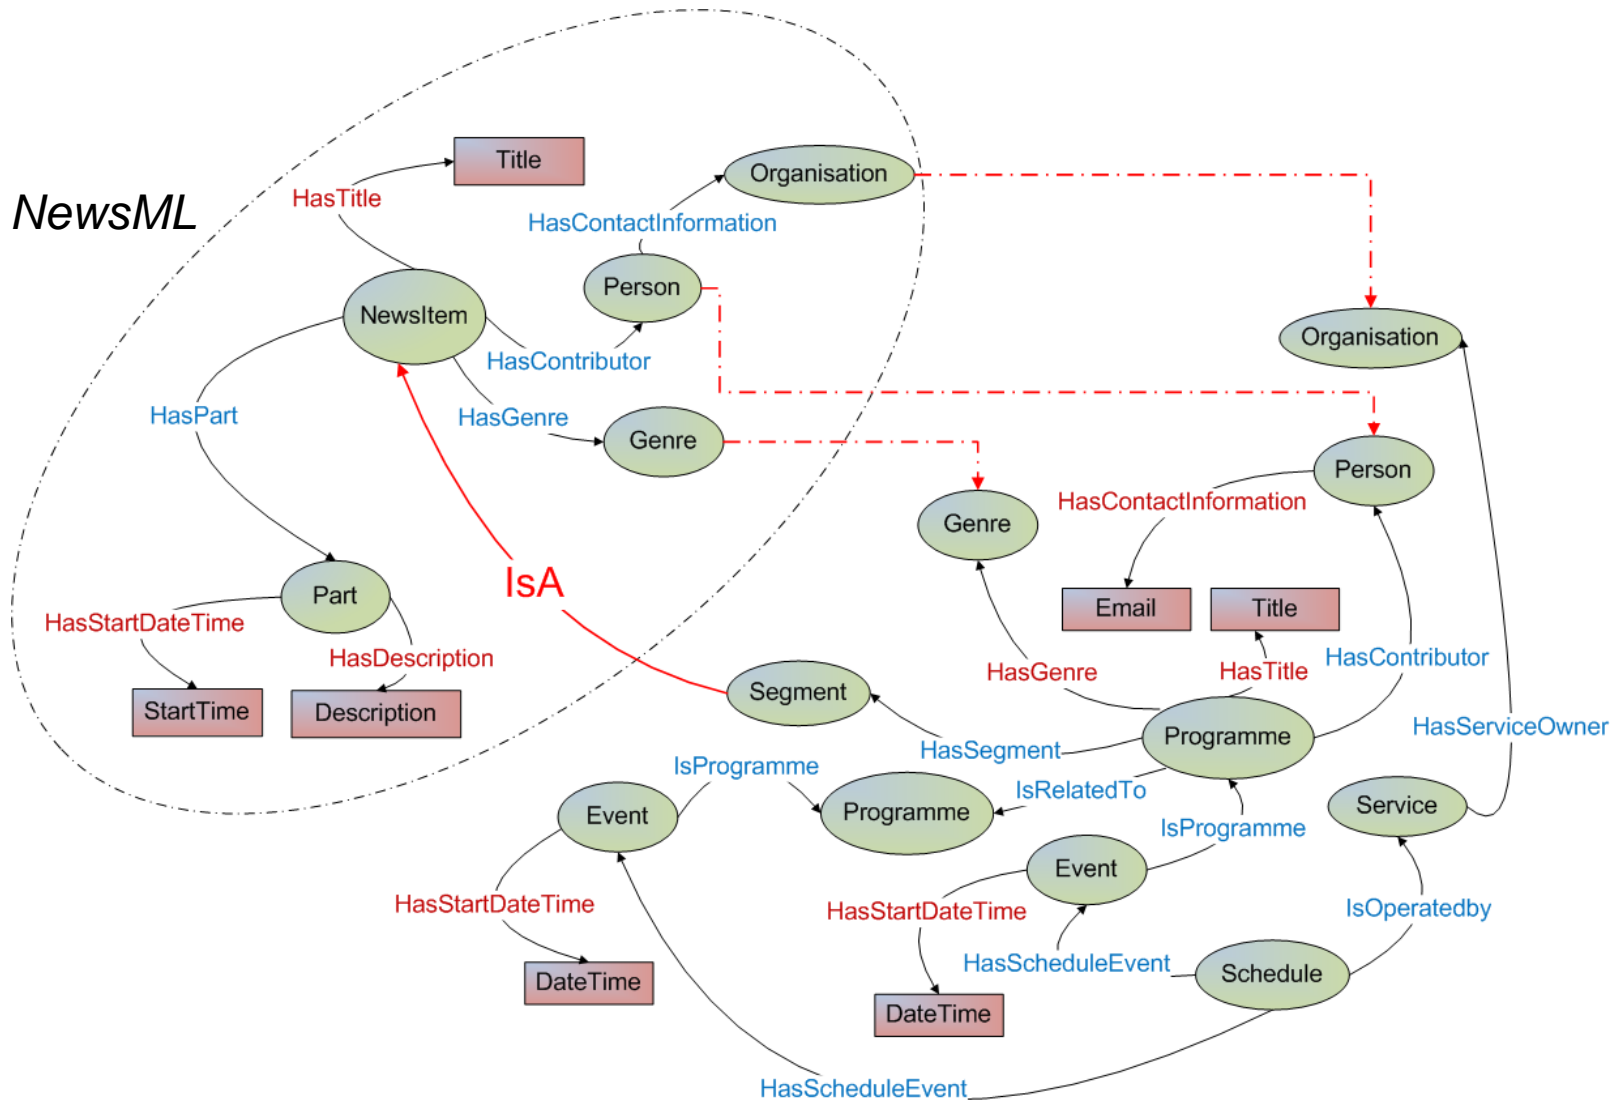 Title
Organisation
NewsML
HasTitle
HasContactInformation
Person
NewsItem
Organisation
HasContributor
HasPart
HasGenre
Genre
Person
HasContactInformation
Genre
IsA
Part
Email
Title
HasStartDateTime
HasDescription
HasGenre
HasTitle
HasContributor
Segment
StartTime
Description
HasServiceOwner
Programme
HasSegment
IsProgramme
IsRelatedTo
Service
Programme
Event
IsProgramme
Event
HasStartDateTime
HasStartDateTime
IsOperatedby
HasScheduleEvent
Schedule
DateTime
DateTime
HasScheduleEvent